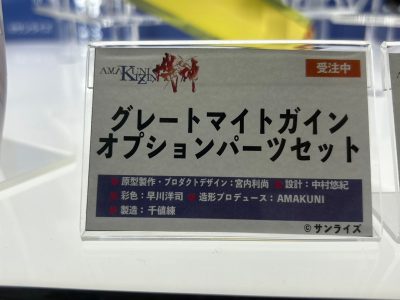 AMAKUNI KIZIN 機神
受注中
グレートマイトガイン
オプションパーツセット
原型製作・プロダクトデザイン：宮内利尚 設計：中村悠紀
彩色：早川洋司 造形プロデュース：AMAKUNI
製造：千値練
©サンライズ